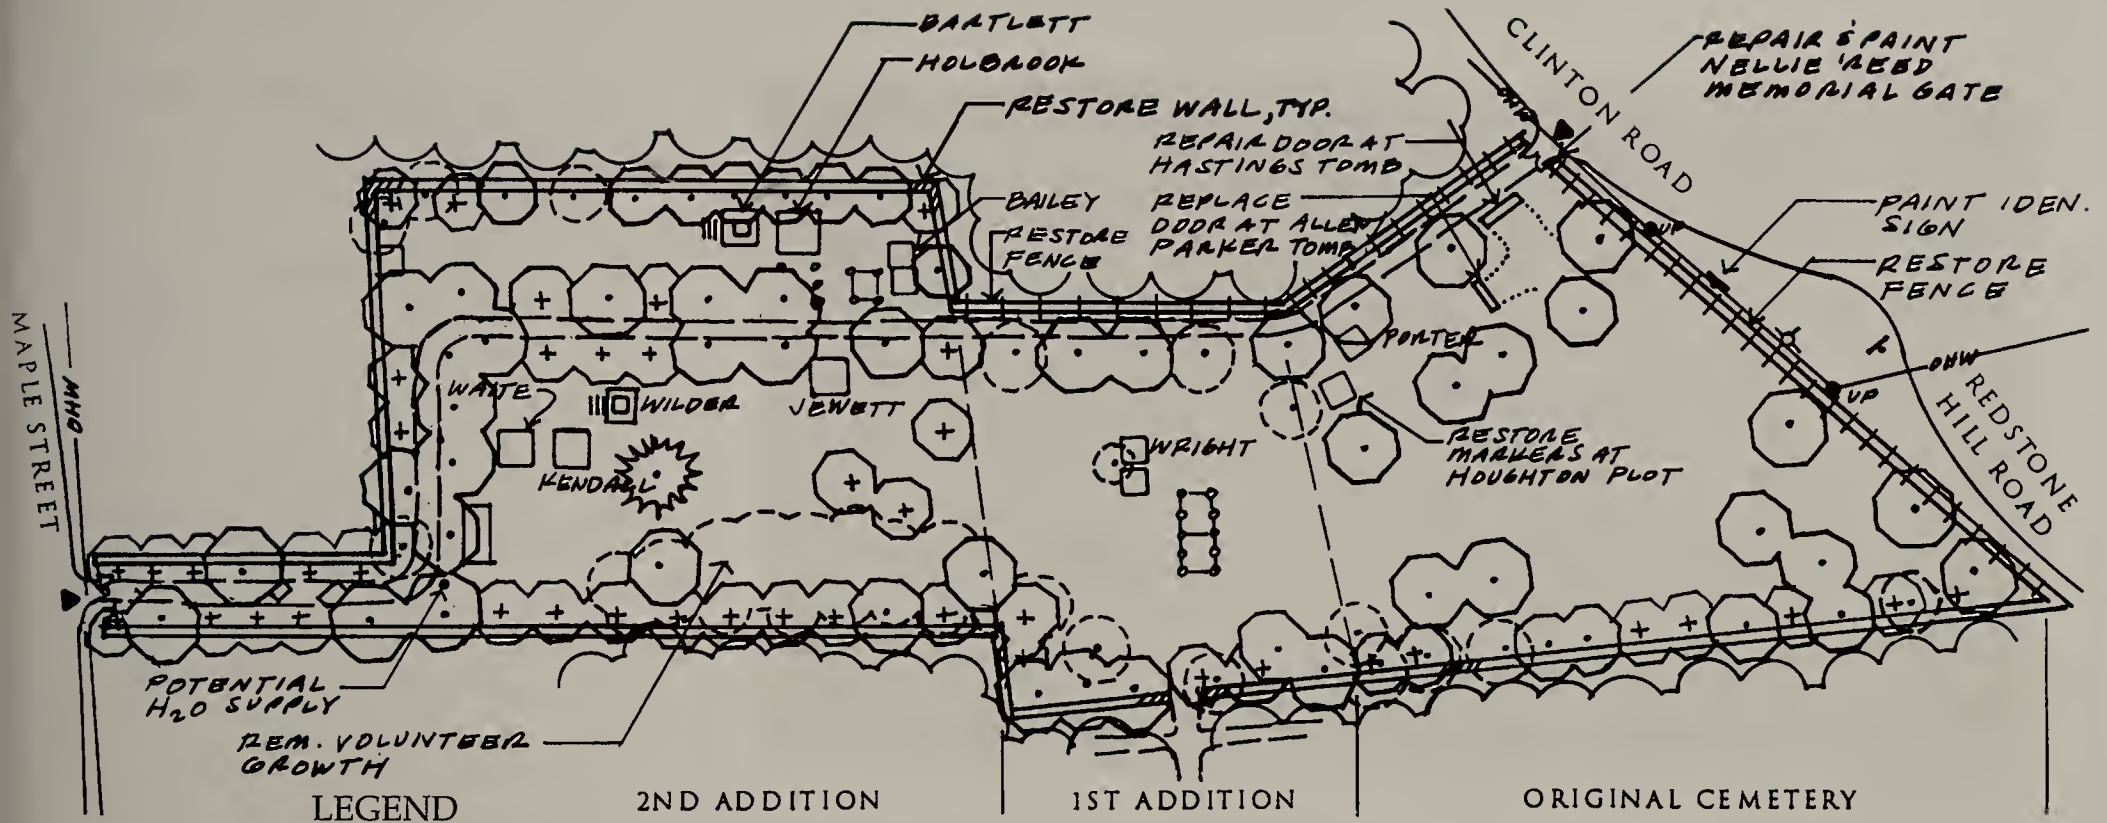 BARTLETT
HOLBROOK
RESTORE WALL, TYP.
REPAIR DOOR AT
HASTINGS TOMB
BAILEY
REPLACE
DOOR AT ALLEN
PARKER TOMB
RESTORE
FENCE
CLINTON ROAD
OHW
REPAIR & PAINT
NELLIE REED
MEMORIAL GATE
PAINT IDEN.
SIGN
UP
RESTORE
FENCE
OHW
UP
REDSTONE
HILL ROAD
PORTER
RESTORE
MARKERS AT
HOUGHTON PLOT
WRIGHT
MAPLE STREET
OHW
WAITE
WILDER
JEWETT
KENDALL
POTENTIAL
H₂O SUPPLY
REM. VOLUNTEER
GROWTH
LEGEND
2ND ADDITION
1ST ADDITION
ORIGINAL CEMETERY